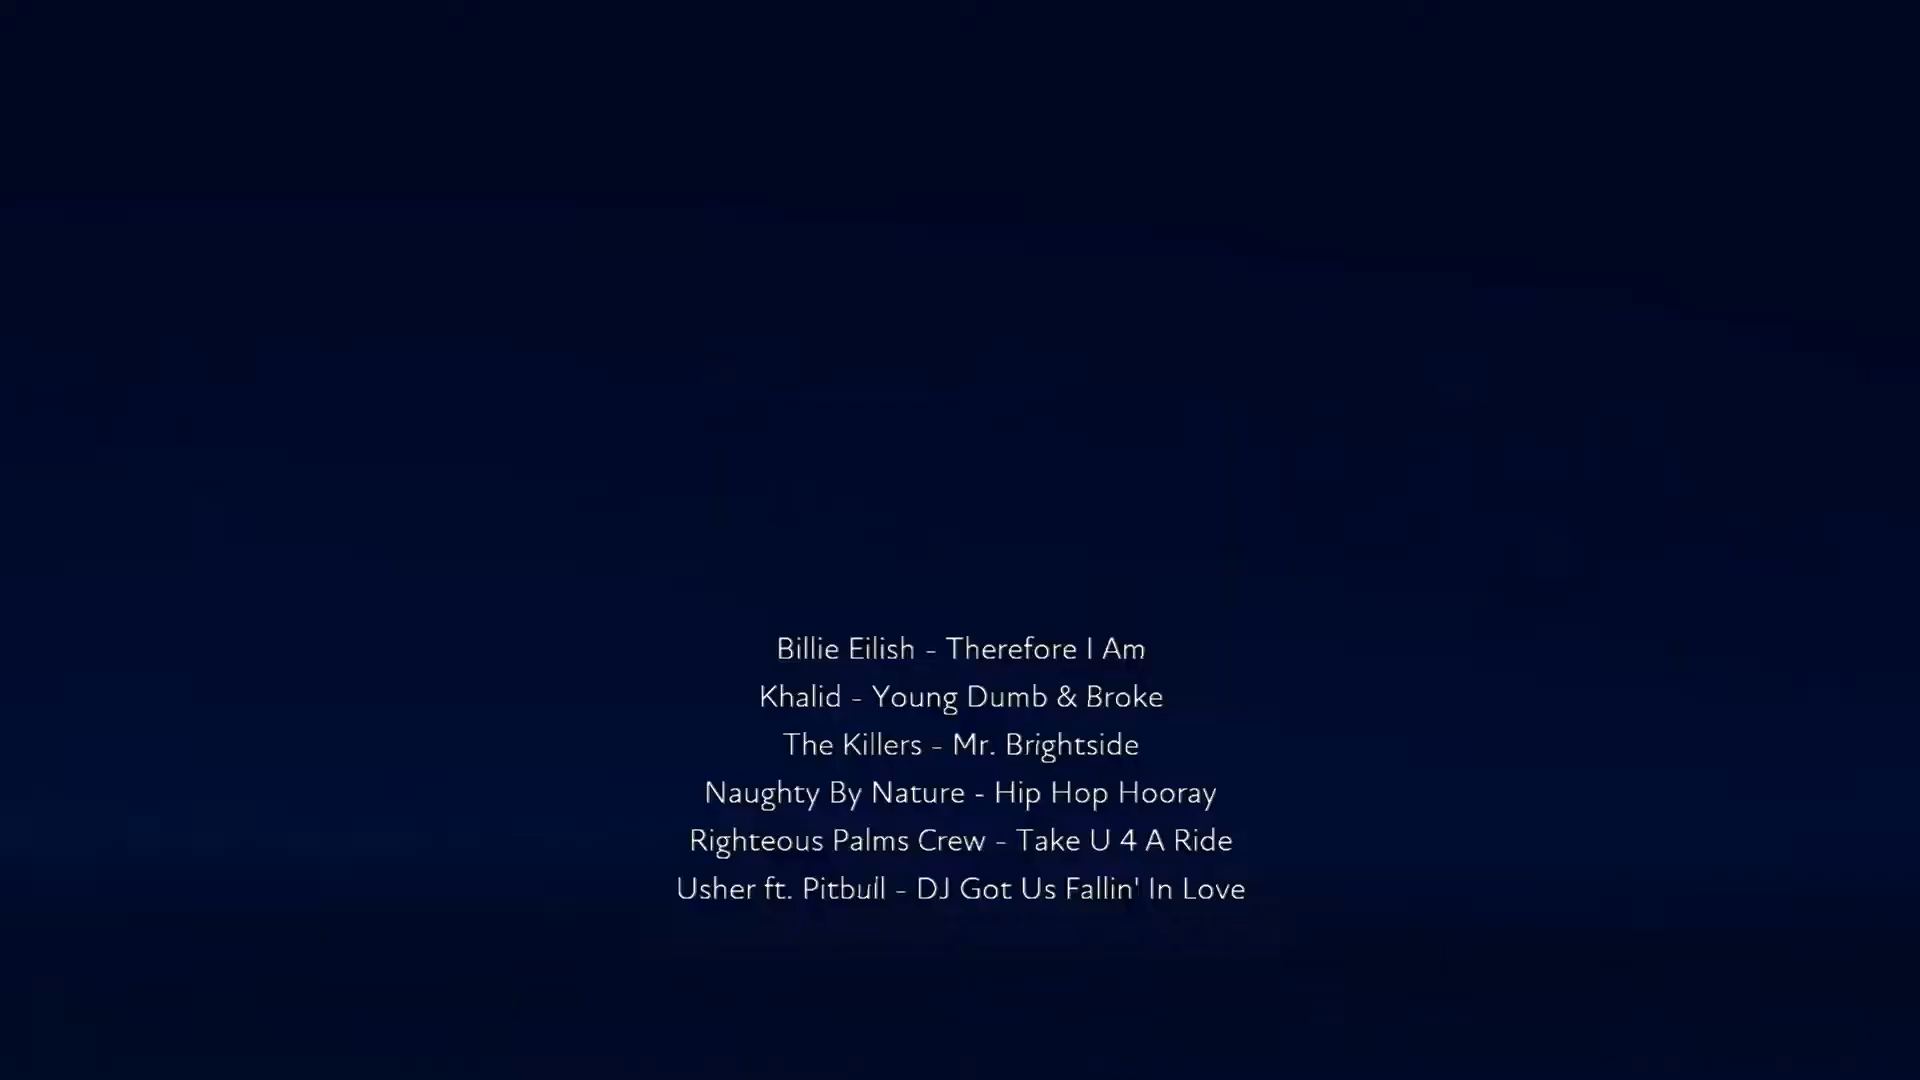 Billie Eilish - Therefore I Am
Khalid - Young Dumb & Broke
The Killers - Mr. Brightside
Naughty By Nature - Hip Hop Hooray
Righteous Palms Crew - Take U 4 A Ride
Usher ft. Pitbull - DJ Got Us Fallin' In Love